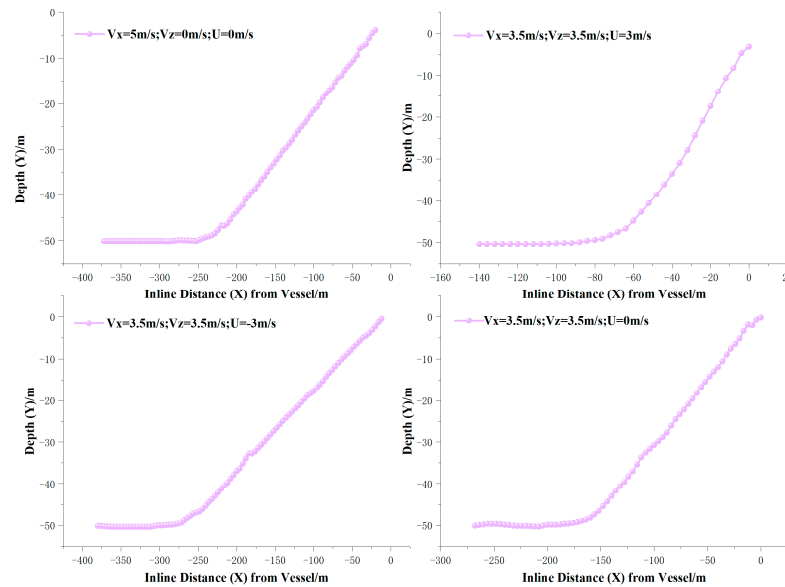 Vx=5m/s;Vz=0m/s;U=0m/s
0
-10
-20
-30
-40
-50
Depth (Y)/m
-400 -350 -300 -250 -200 -150 -100 -50 0
Inline Distance (X) from Vessel/m
Vx=3.5m/s;Vz=3.5m/s;U=3m/s
0
-10
-20
-30
-40
-50
Depth (Y)/m
-160 -140 -120 -100 -80 -60 -40 -20 0 2
Inline Distance (X) from Vessel/m
Vx=3.5m/s;Vz=3.5m/s;U=-3m/s
0
-10
-20
-30
-40
-50
Depth (Y)/m
-400 -350 -300 -250 -200 -150 -100 -50 0
Inline Distance (X) from Vessel/m
Vx=3.5m/s;Vz=3.5m/s;U=0m/s
0
-10
-20
-30
-40
-50
Depth (Y)/m
-300 -250 -200 -150 -100 -50 0
Inline Distance (X) from Vessel/m